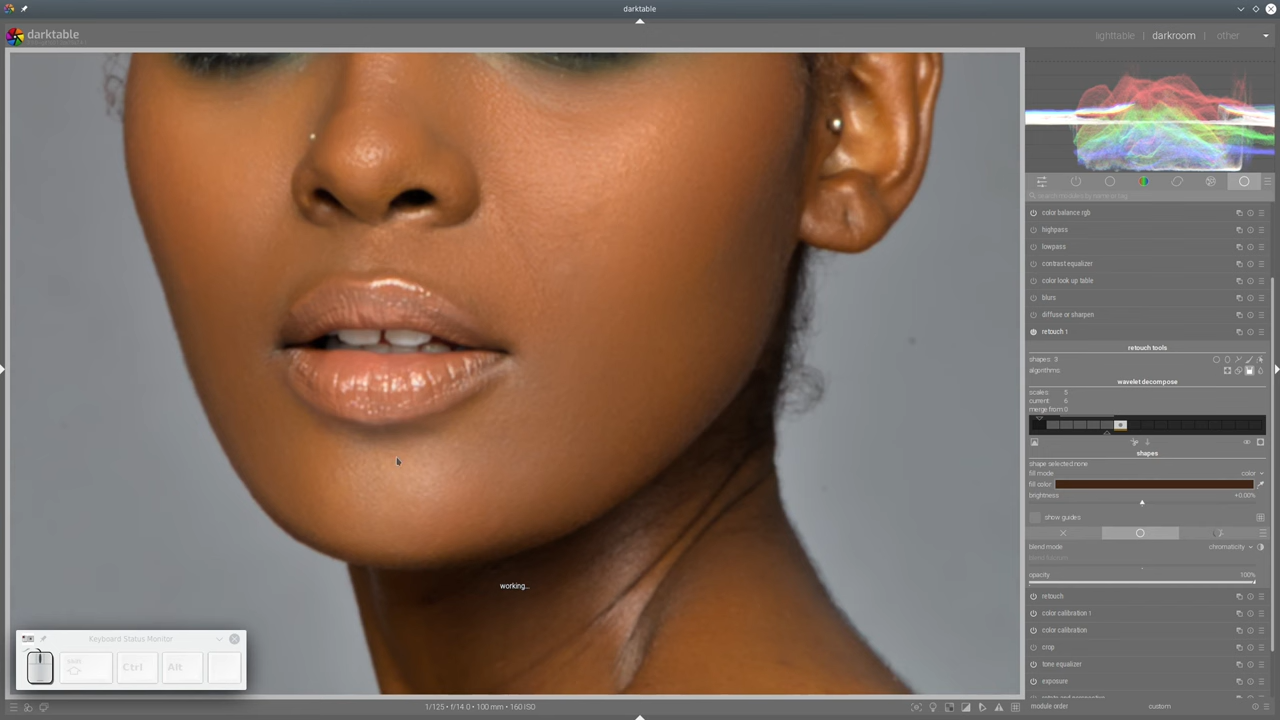 darktable
darktable
lighttable | darkroom | other
color balance rgb
highpass
lowpass
contrast equalizer
color look up table
blurs
diffuse or sharpen
retouch 1
retouch tools
shapes: 3
algorithms:
wavelet decompose
scales: 5
current: 6
merge from 0
shapes
shape selected:none
fill mode color
fill color
brightness +0.00%
show guides
blend mode chromaticity
opacity 100%
retouch
color calibration 1
color calibration
crop
tone equalizer
exposure
rotate and perspective
module order custom
working...
Keyboard Status Monitor
Shift
Ctrl
Alt
1/125 • f/14.0 • 100 mm • 160 ISO